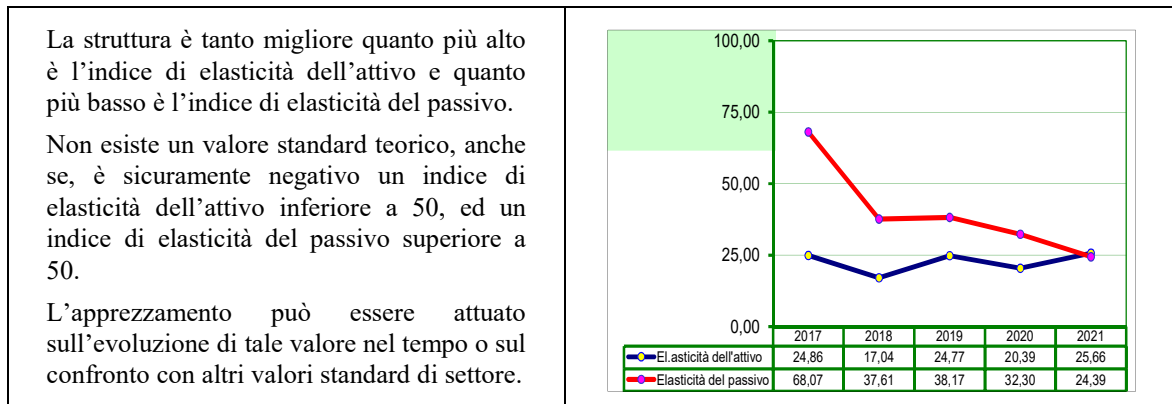 La struttura è tanto migliore quanto più alto
è l’indice di elasticità dell’attivo e quanto
più basso è l’indice di elasticità del passivo.
Non esiste un valore standard teorico, anche
se, è sicuramente negativo un indice di
elasticità dell’attivo inferiore a 50, ed un
indice di elasticità del passivo superiore a
50.
L’apprezzamento può essere attuato
sull’evoluzione di tale valore nel tempo o sul
confronto con altri valori standard di settore.
100,00
75,00
50,00
25,00
0,00
2017 2018 2019 2020 2021
El.asticità dell'attivo 24,86 17,04 24,77 20,39 25,66
Elasticità del passivo 68,07 37,61 38,17 32,30 24,39